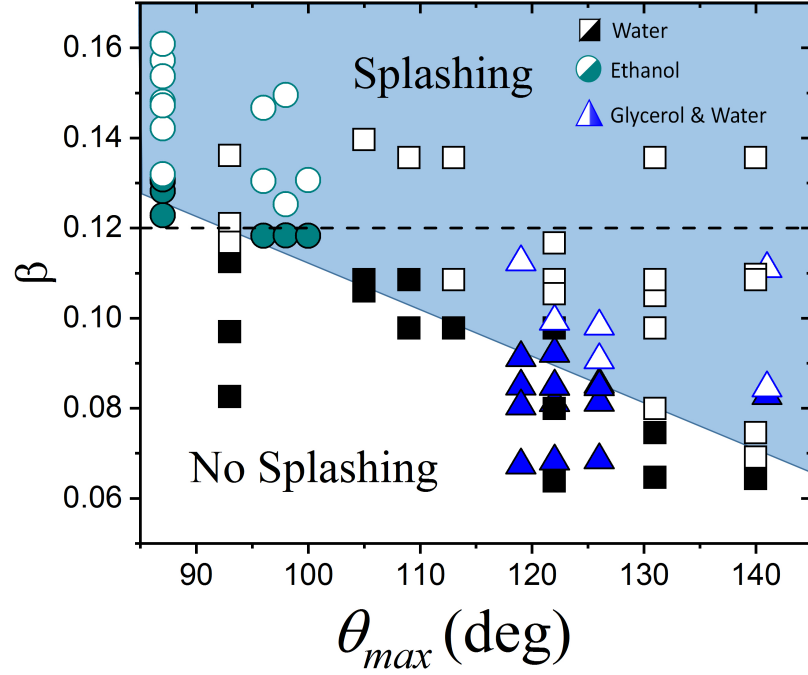 Water
Ethanol
Glycerol & Water
Splashing
No Splashing
0.16
0.14
0.12
0.10
0.08
0.06
β
90
100
110
120
130
140
θmax (deg)